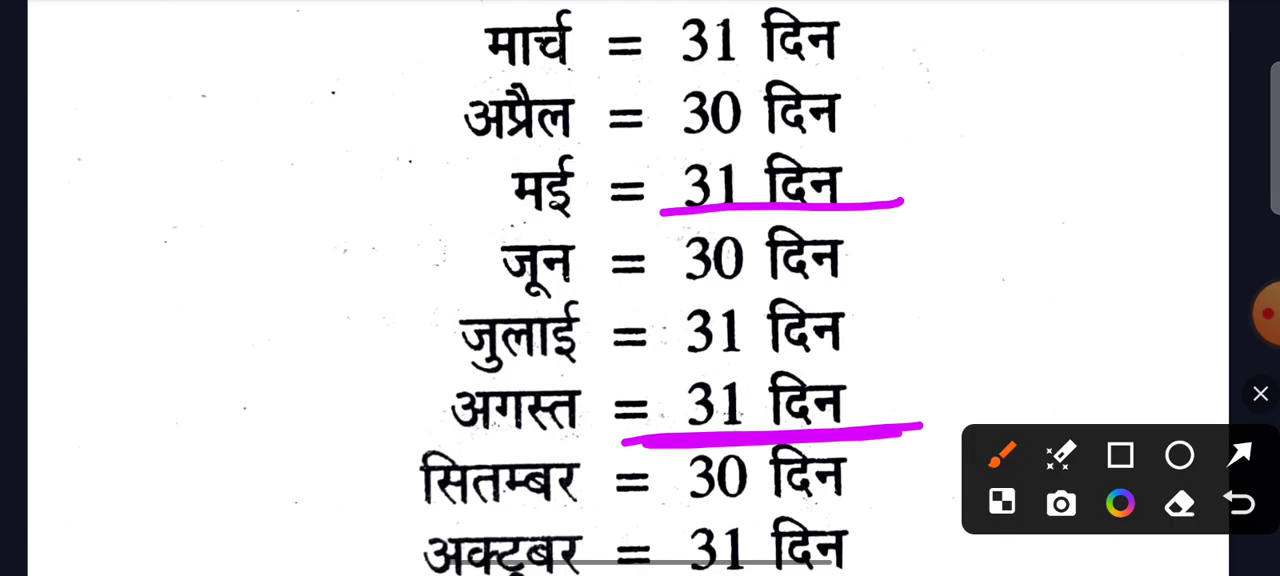 मार्च = 31 दिन
अप्रैल = 30 दिन
मई = 31 दिन
जून = 30 दिन
जुलाई = 31 दिन
अगस्त = 31 दिन
सितम्बर = 30 दिन
अक्टूबर = 31 दिन